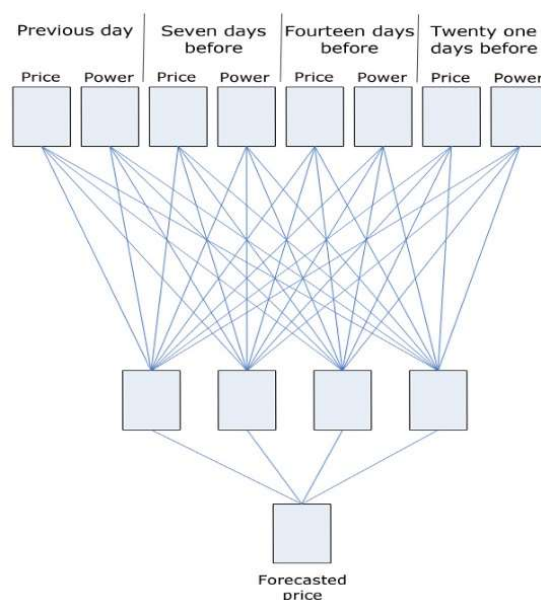 Previous day
Seven days
before
Fourteen days
before
Twenty one
days before
Price Power Price Power Price Power Price Power
Forecasted
price